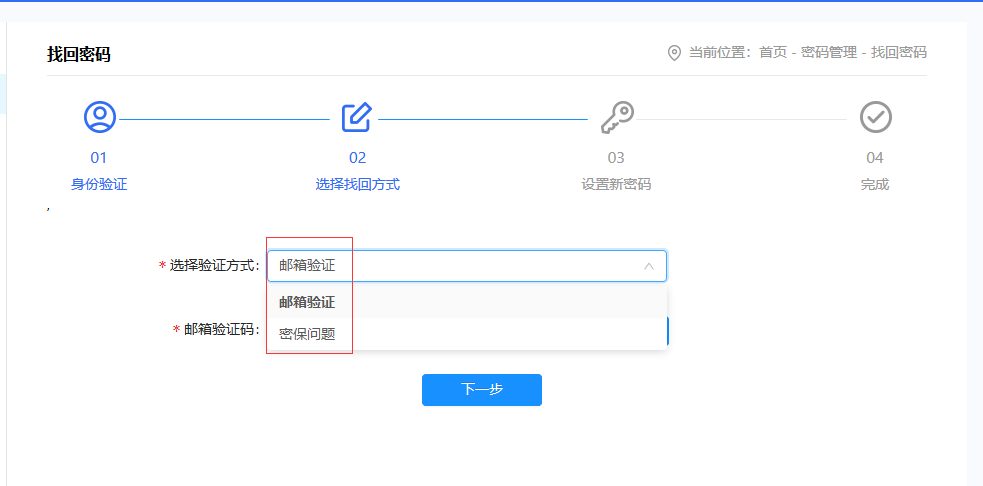 找回密码
当前位置：首页 - 密码管理 - 找回密码
01
02
03
04
身份验证
选择找回方式
设置新密码
完成
,
* 选择验证方式：
邮箱验证
邮箱验证
* 邮箱验证码：
密保问题
下一步